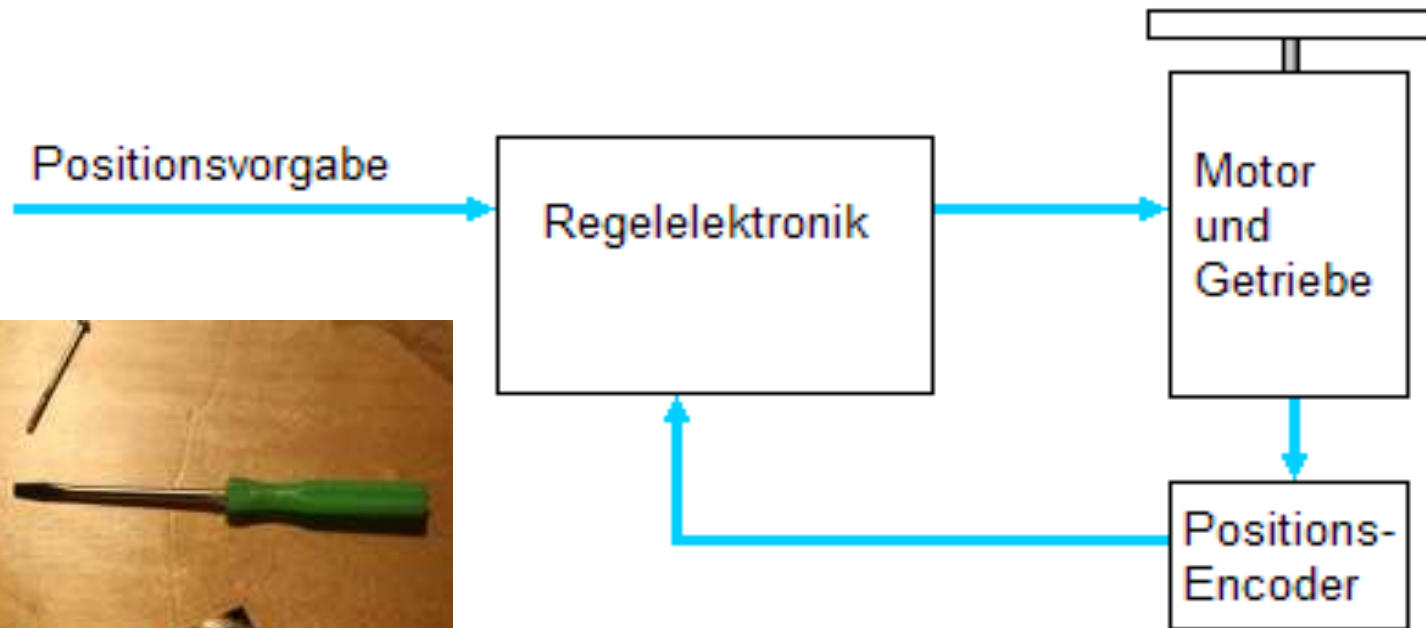 Positionsvorgabe
Regelelektronik
Motor
und
Getriebe
Positions-
Encoder